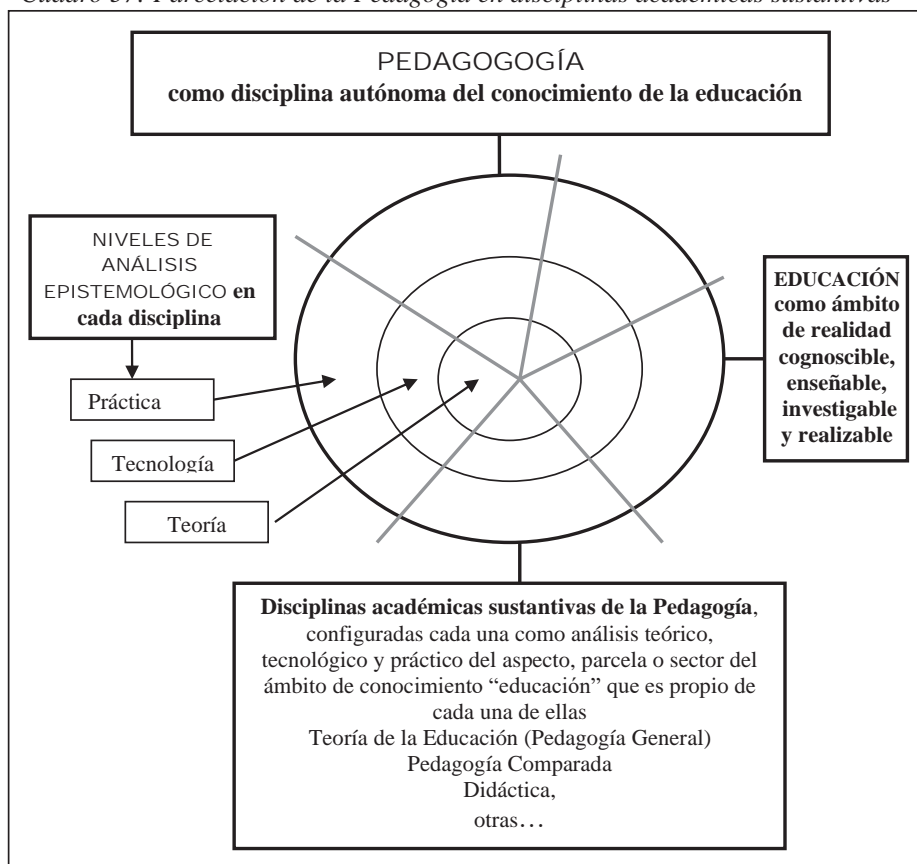 Cuadro 37: Parcelación de la Pedagogía en disciplinas académicas sustantivas
PEDAGOGOGÍA
como disciplina autónoma del conocimiento de la educación
NIVELES DE
ANÁLISIS
EPISTEMOLÓGICO en
cada disciplina
Práctica
Tecnología
Teoría
EDUCACIÓN
como ámbito
de realidad
cognoscible,
enseñable,
investigable
y realizable
Disciplinas académicas sustantivas de la Pedagogía,
configuradas cada una como análisis teórico,
tecnológico y práctico del aspecto, parcela o sector del
ámbito de conocimiento “educación” que es propio de
cada una de ellas
Teoría de la Educación (Pedagogía General)
Pedagogía Comparada
Didáctica,
otras…